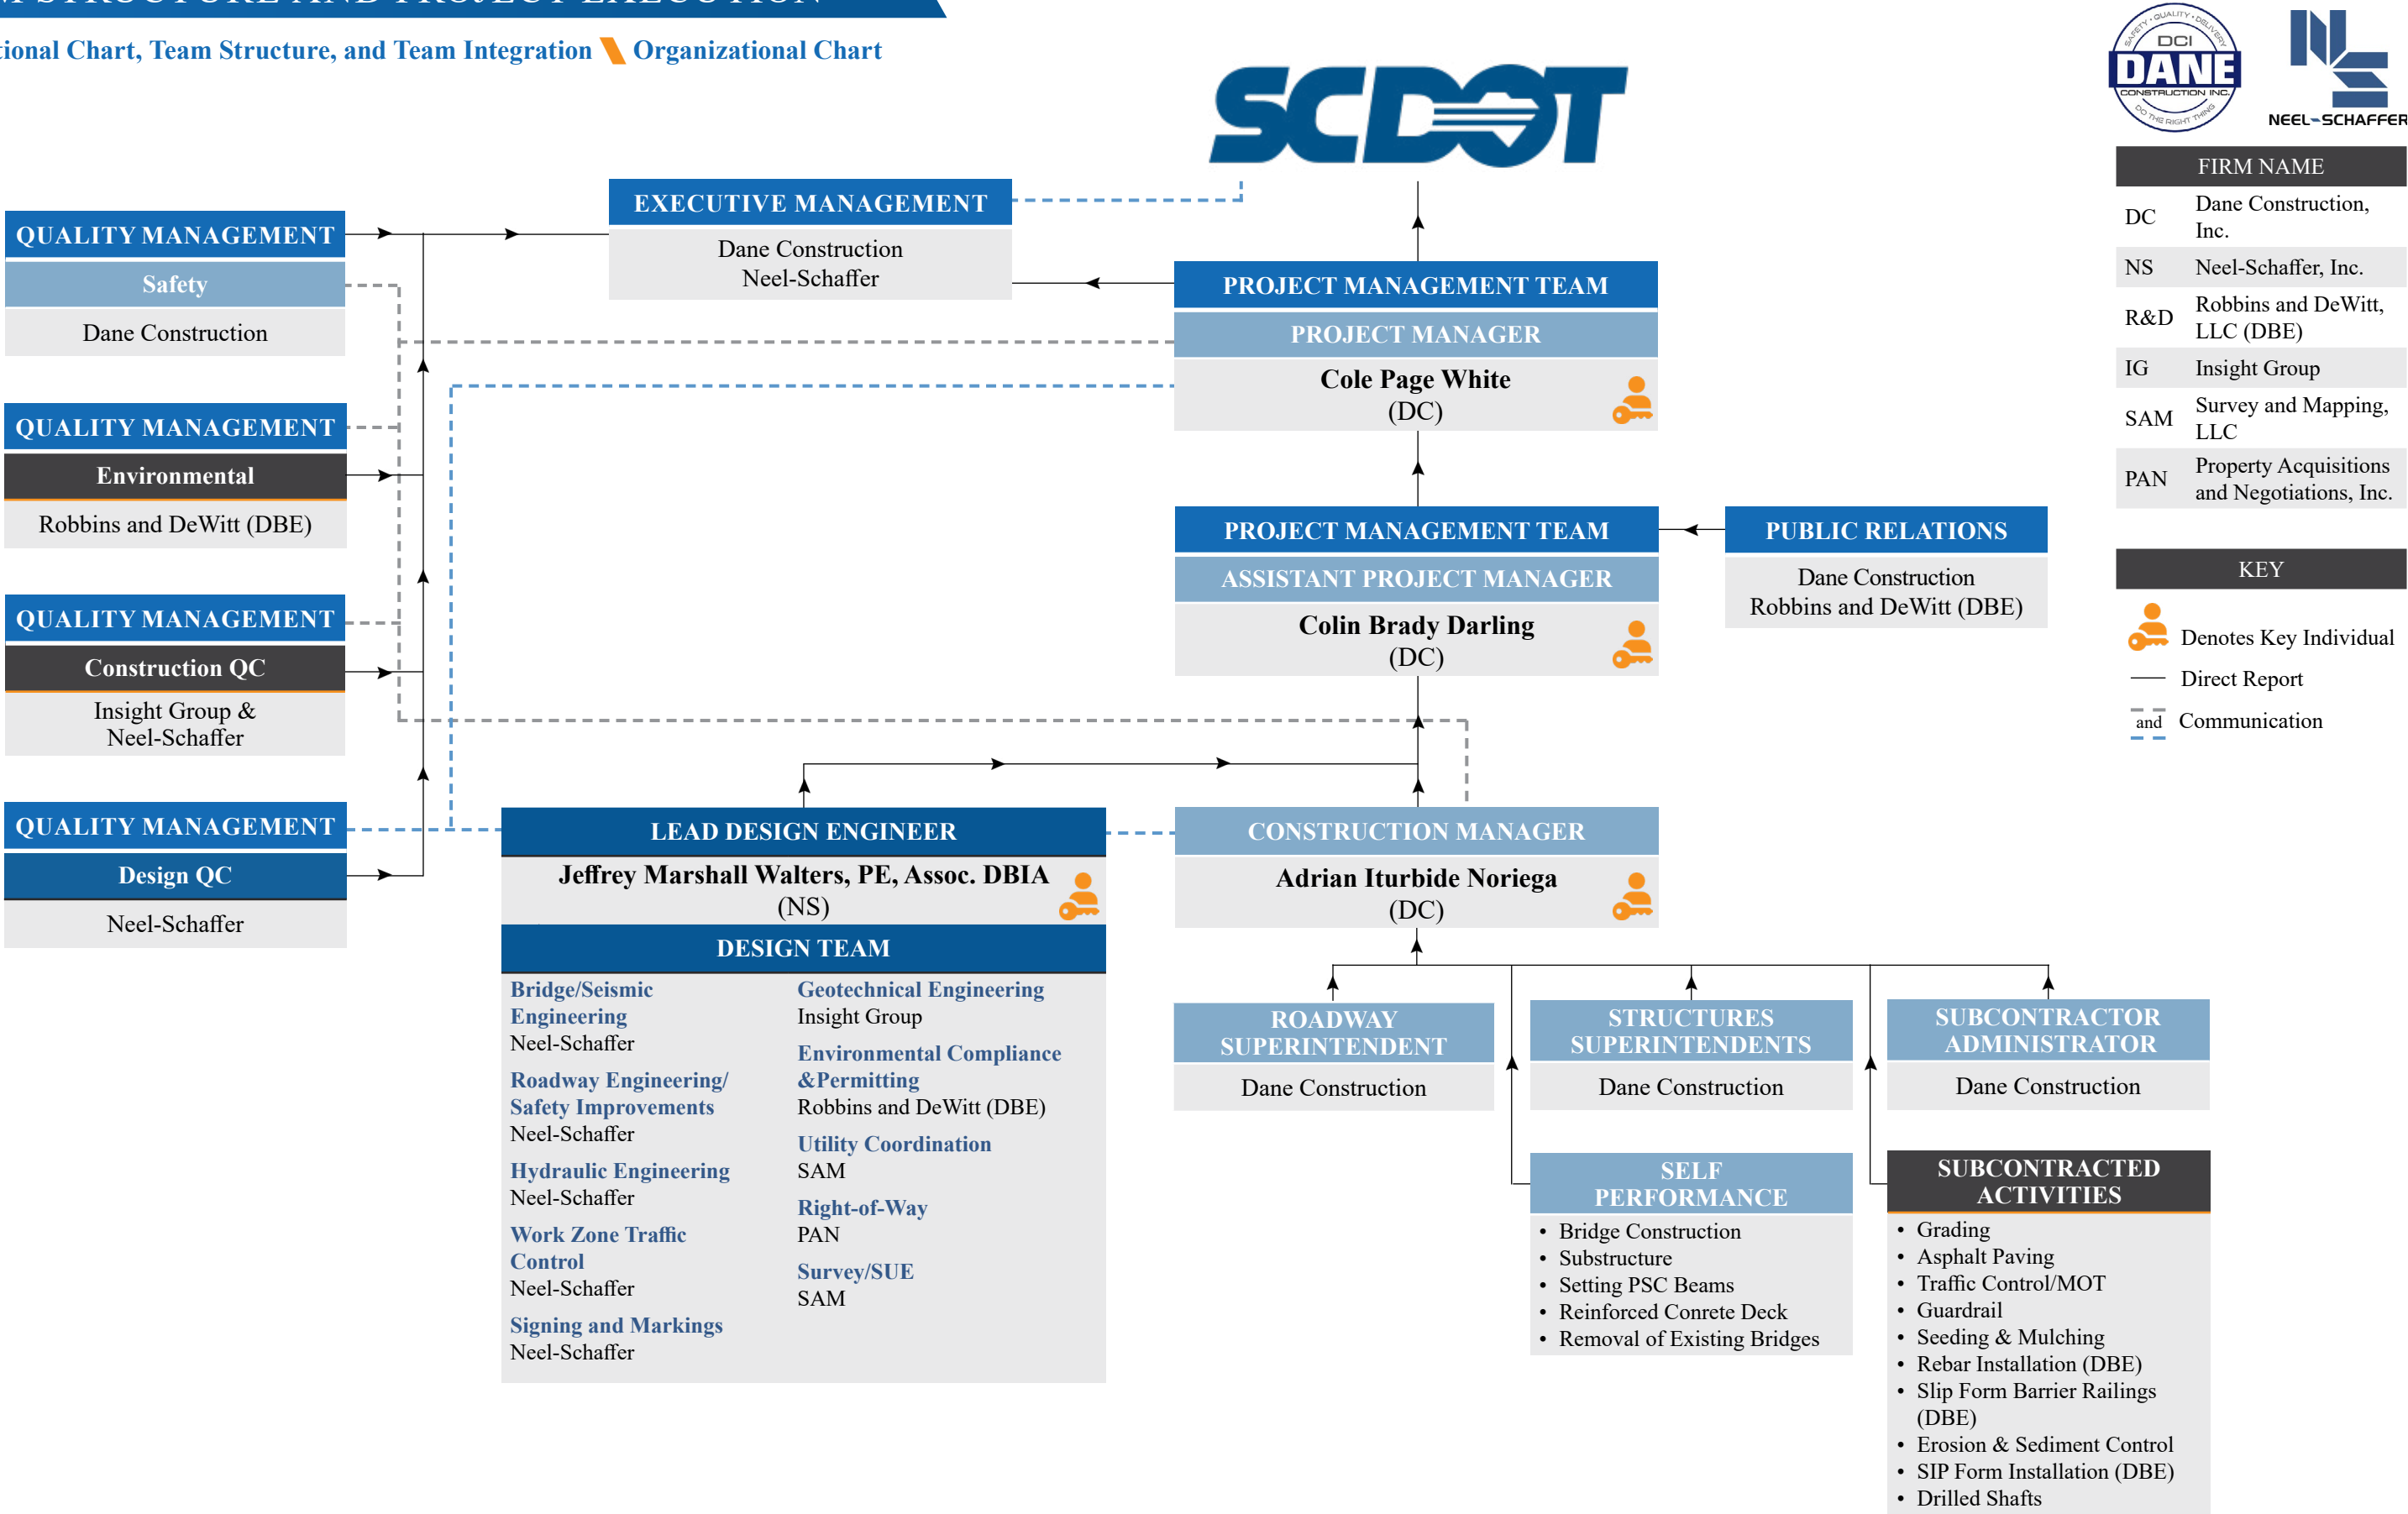 STRUCTURE AND PROJECT EXECUTION
tional Chart, Team Structure, and Team Integration Organizational Chart
SCDOT
SAFETY • QUALITY • DELIVERY
DCI
DANE
CONSTRUCTION INC.
DO THE RIGHT THING
NEEL-SCHAFFER
FIRM NAME
DC Dane Construction,
Inc.
NS Neel-Schaffer, Inc.
R&D Robbins and DeWitt,
LLC (DBE)
IG Insight Group
SAM Survey and Mapping,
LLC
PAN Property Acquisitions
and Negotiations, Inc.
KEY
Denotes Key Individual
Direct Report
and Communication
EXECUTIVE MANAGEMENT
Dane Construction
Neel-Schaffer
QUALITY MANAGEMENT
Safety
Dane Construction
QUALITY MANAGEMENT
Environmental
Robbins and DeWitt (DBE)
QUALITY MANAGEMENT
Construction QC
Insight Group &
Neel-Schaffer
QUALITY MANAGEMENT
Design QC
Neel-Schaffer
PROJECT MANAGEMENT TEAM
PROJECT MANAGER
Cole Page White
(DC)
PROJECT MANAGEMENT TEAM
ASSISTANT PROJECT MANAGER
Colin Brady Darling
(DC)
PUBLIC RELATIONS
Dane Construction
Robbins and DeWitt (DBE)
LEAD DESIGN ENGINEER
Jeffrey Marshall Walters, PE, Assoc. DBIA
(NS)
DESIGN TEAM
Bridge/Seismic
Engineering
Neel-Schaffer
Roadway Engineering/
Safety Improvements
Neel-Schaffer
Hydraulic Engineering
Neel-Schaffer
Work Zone Traffic
Control
Neel-Schaffer
Signing and Markings
Neel-Schaffer
Geotechnical Engineering
Insight Group
Environmental Compliance
&Permitting
Robbins and DeWitt (DBE)
Utility Coordination
SAM
Right-of-Way
PAN
Survey/SUE
SAM
CONSTRUCTION MANAGER
Adrian Iturbide Noriega
(DC)
ROADWAY
SUPERINTENDENT
Dane Construction
STRUCTURES
SUPERINTENDENTS
Dane Construction
SUBCONTRACTOR
ADMINISTRATOR
Dane Construction
SELF
PERFORMANCE
• Bridge Construction
• Substructure
• Setting PSC Beams
• Reinforced Conrete Deck
• Removal of Existing Bridges
SUBCONTRACTED
ACTIVITIES
• Grading
• Asphalt Paving
• Traffic Control/MOT
• Guardrail
• Seeding & Mulching
• Rebar Installation (DBE)
• Slip Form Barrier Railings
(DBE)
• Erosion & Sediment Control
• SIP Form Installation (DBE)
• Drilled Shafts